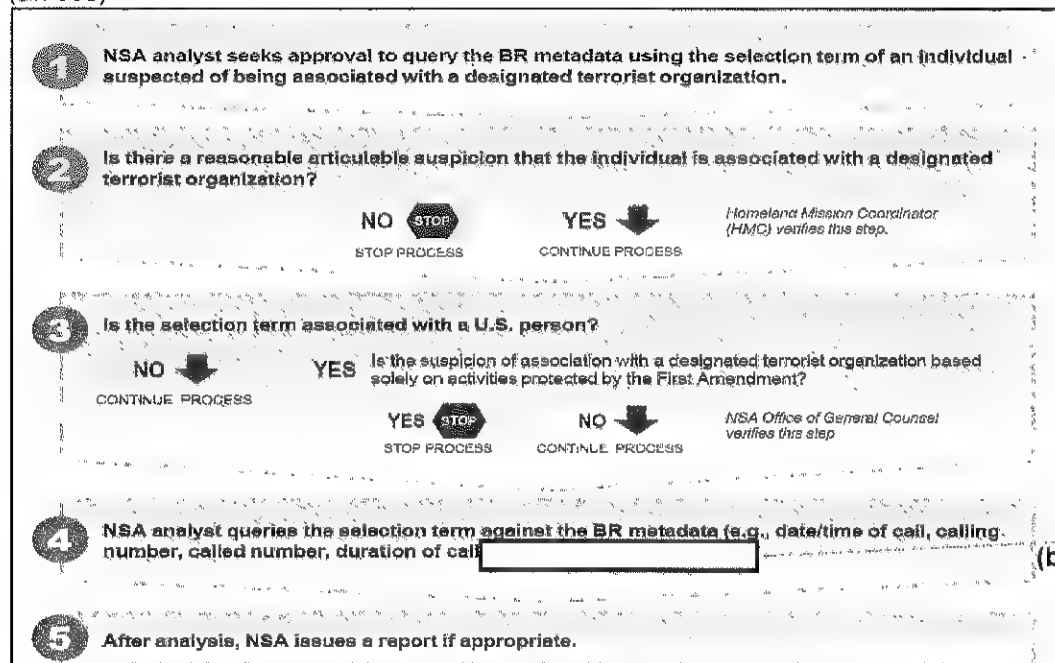 1
NSA analyst seeks approval to query the BR metadata using the selection term of an individual
suspected of being associated with a designated terrorist organization.
2
Is there a reasonable articulable suspicion that the individual is associated with a designated
terrorist organization?
NO STOP YES
STOP PROCESS CONTINUE PROCESS
Homeland Mission Coordinator
(HMC) verifies this step.
3
Is the selection term associated with a U.S. person?
NO YES
CONTINUE PROCESS
Is the suspicion of association with a designated terrorist organization based
solely on activities protected by the First Amendment?
YES STOP NO
STOP PROCESS CONTINUE PROCESS
NSA Office of General Counsel
verifies this step
4
NSA analyst queries the selection term against the BR metadata (e.g., date/time of call, calling
number, called number, duration of call
(b
5
After analysis, NSA issues a report if appropriate.